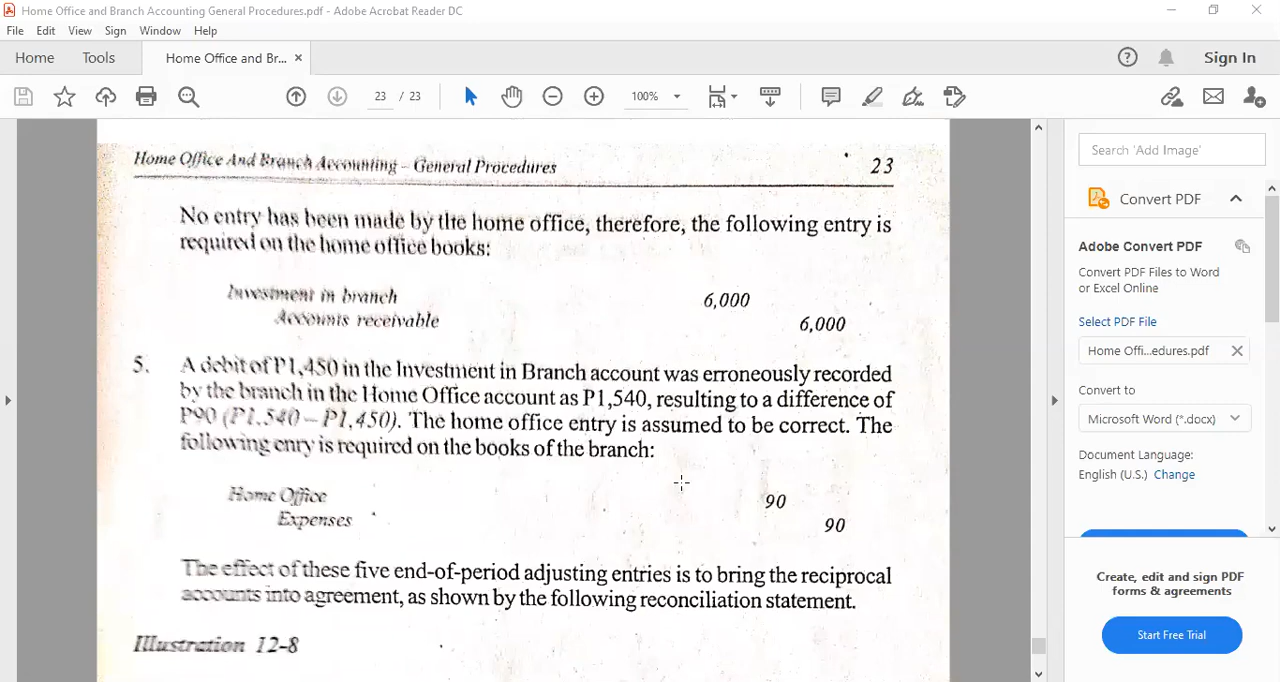 Home Office and Branch Accounting General Procedures.pdf - Adobe Acrobat Reader DC
File Edit View Sign Window Help
Home Tools Home Office and Br... × Sign In
23 / 23 100%
Home Office And Branch Accounting – General Procedures 23
No entry has been made by the home office, therefore, the following entry is
required on the home office books:
Investment in branch 6,000
Accounts receivable 6,000
5. A debit of P1,450 in the Investment in Branch account was erroneously recorded
by the branch in the Home Office account as P1,540, resulting to a difference of
P90 (P1,540 – P1,450). The home office entry is assumed to be correct. The
following enry is required on the books of the branch:
Home Office 90
Expenses 90
The effect of these five end-of-period adjusting entries is to bring the reciprocal
accounts into agreement, as shown by the following reconciliation statement.
Illustration 12-8
Search 'Add Image'
Convert PDF
Adobe Convert PDF
Convert PDF Files to Word
or Excel Online
Select PDF File
Home Offi...edures.pdf
Convert to
Microsoft Word (*.docx)
Document Language:
English (U.S.) Change
Create, edit and sign PDF
forms & agreements
Start Free Trial